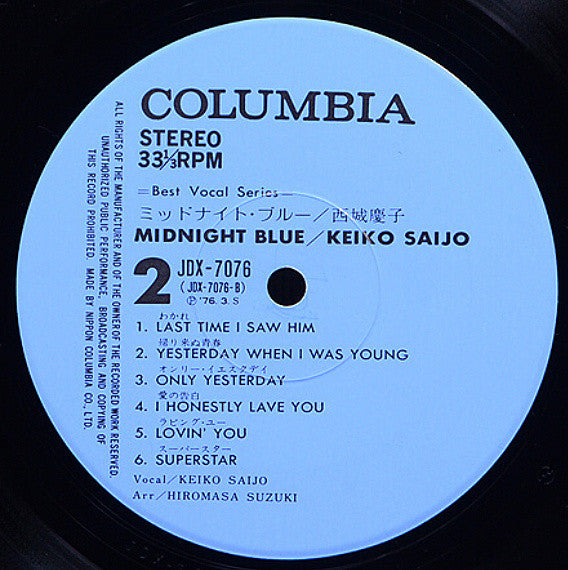 COLUMBIA
STEREO
33⅓RPM
=Best Vocal Series=
ミッドナイト・ブルー／西城慶子
MIDNIGHT BLUE／KEIKO SAIJO
2 JDX-7076
(JDX-7076-B)
Ⓟ '76. 3. S
わかれ
1. LAST TIME I SAW HIM
帰り来ぬ青春
2. YESTERDAY WHEN I WAS YOUNG
オンリー・イエスタデイ
3. ONLY YESTERDAY
愛の告白
4. I HONESTLY LAVE YOU
ラビング・ユー
5. LOVIN' YOU
スーパースター
6. SUPERSTAR
Vocal／KEIKO SAIJO
Arr／HIROMASA SUZUKI
ALL RIGHTS OF THE MANUFACTURER AND OF THE OWNER OF THE RECORDED WORK RESERVED.
UNAUTHORIZED PUBLIC PERFORMANCE, BROADCASTING AND COPYING OF
THIS RECORD PROHIBITED. MADE BY NIPPON COLUMBIA CO., LTD.